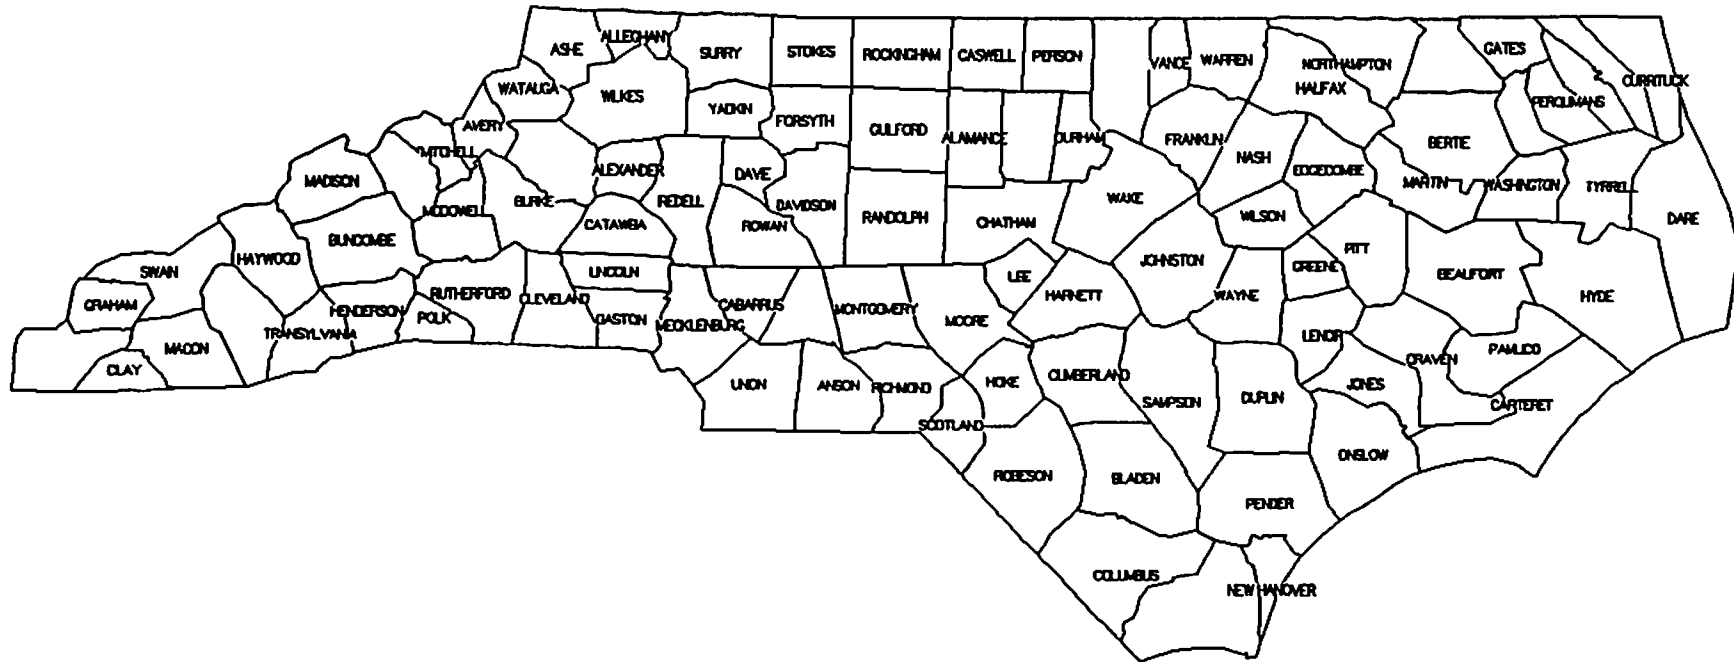 ALLEGHANY
ASHE
SURRY
STOKES
ROCKINGHAM
CASWELL
PERSON
VANCE
WARREN
NORTHAMPTON
GATES
CURRITUCK
WATAUGA
WILKES
YADKIN
FORSYTH
GUILFORD
ALAMANCE
DURHAM
FRANKLIN
HALIFAX
PERQUIMANS
AVERY
MITCHELL
MADISON
ALEXANDER
DAVIE
NASH
EDGECOMBE
BERTIE
MCDOWELL
BURKE
IREDELL
DAVIDSON
WAKE
MARTIN
WASHINGTON
TYRRELL
DARE
BUNCOMBE
CATAWBA
ROWAN
RANDOLPH
CHATHAM
WILSON
HAYWOOD
SWAIN
LINCOLN
LEE
JOHNSTON
GREENE
PITT
BEAUFORT
HYDE
GRAHAM
HENDERSON
RUTHERFORD
CLEVELAND
CABARRUS
MONTGOMERY
HARNETT
WAYNE
TRANSYLVANIA
POLK
GASTON
MECKLENBURG
MOORE
LENOIR
MACON
CRAVEN
PAMLICO
CLAY
UNION
ANSON
RICHMOND
HOKE
CUMBERLAND
SAMPSON
DUPLIN
JONES
CARTERET
SCOTLAND
ONSLOW
ROBESON
BLADEN
PENDER
COLUMBUS
NEW HANOVER